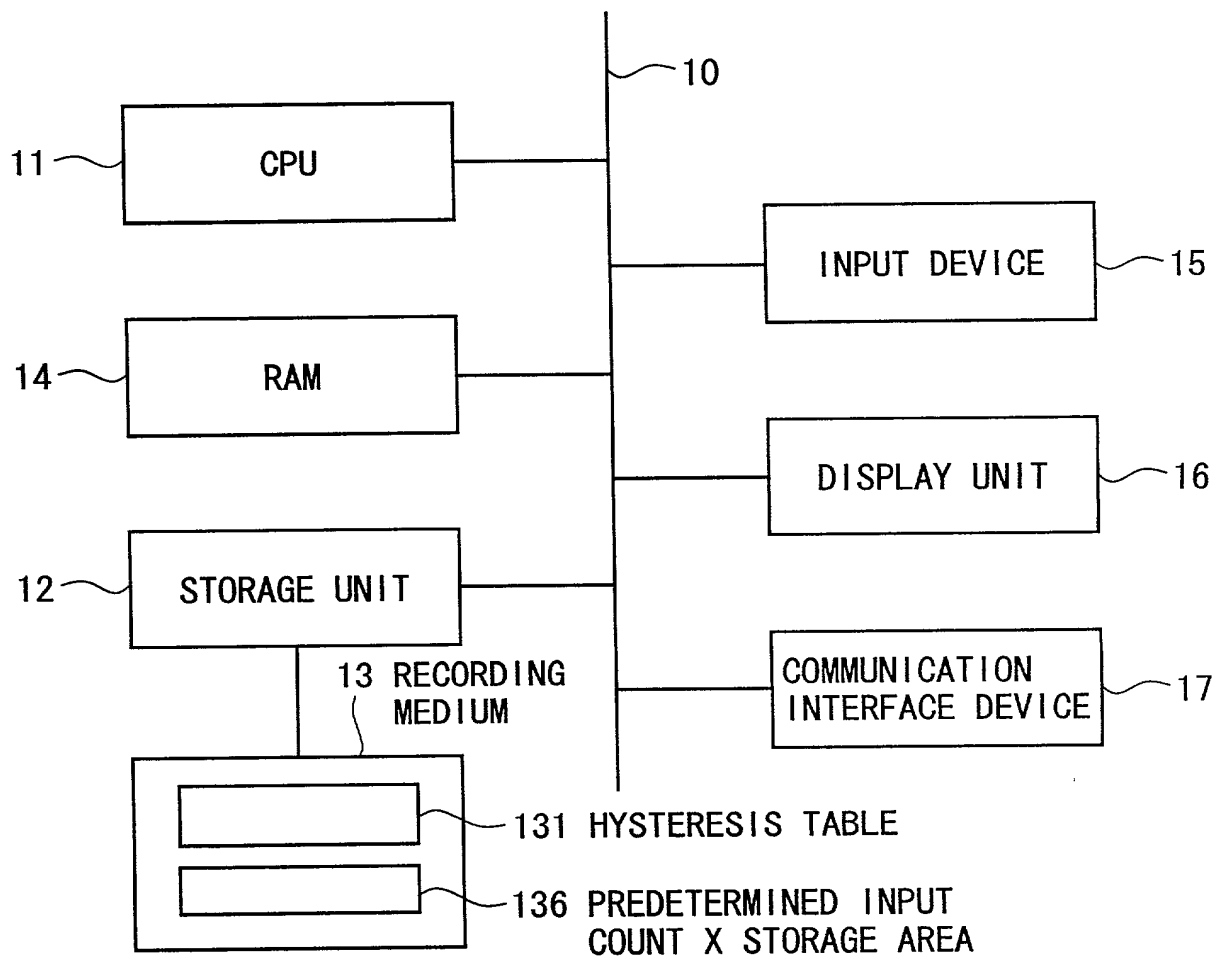 10
11 CPU
INPUT DEVICE 15
14 RAM
DISPLAY UNIT 16
12 STORAGE UNIT
13 RECORDING
MEDIUM
COMMUNICATION
INTERFACE DEVICE 17
131 HYSTERESIS TABLE
136 PREDETERMINED INPUT
COUNT X STORAGE AREA